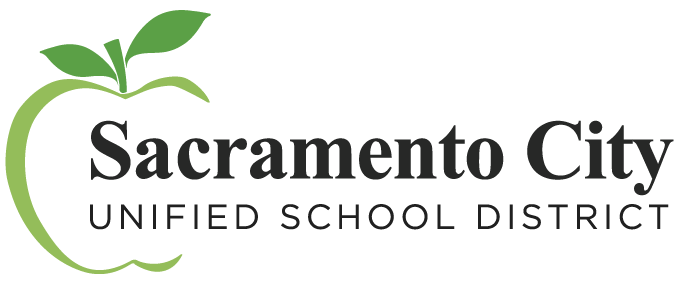 Sacramento City
UNIFIED SCHOOL DISTRICT